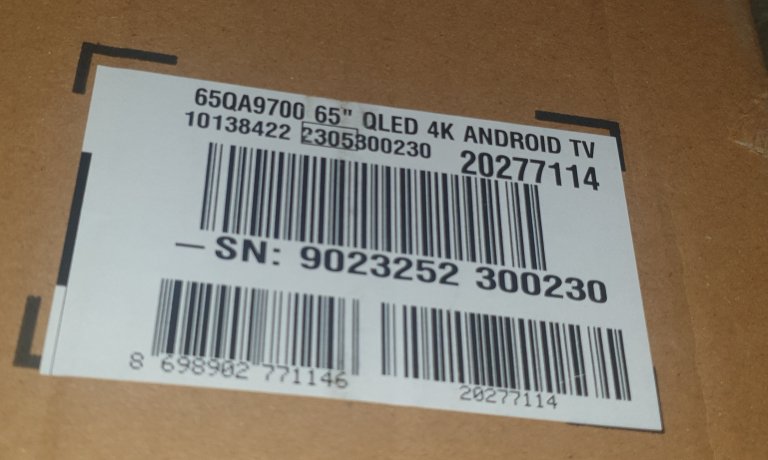 65QA9700 65" QLED 4K ANDROID TV
10138422 2305300230 20277114
SN: 9023252 300230
8 698902 771146
20277114